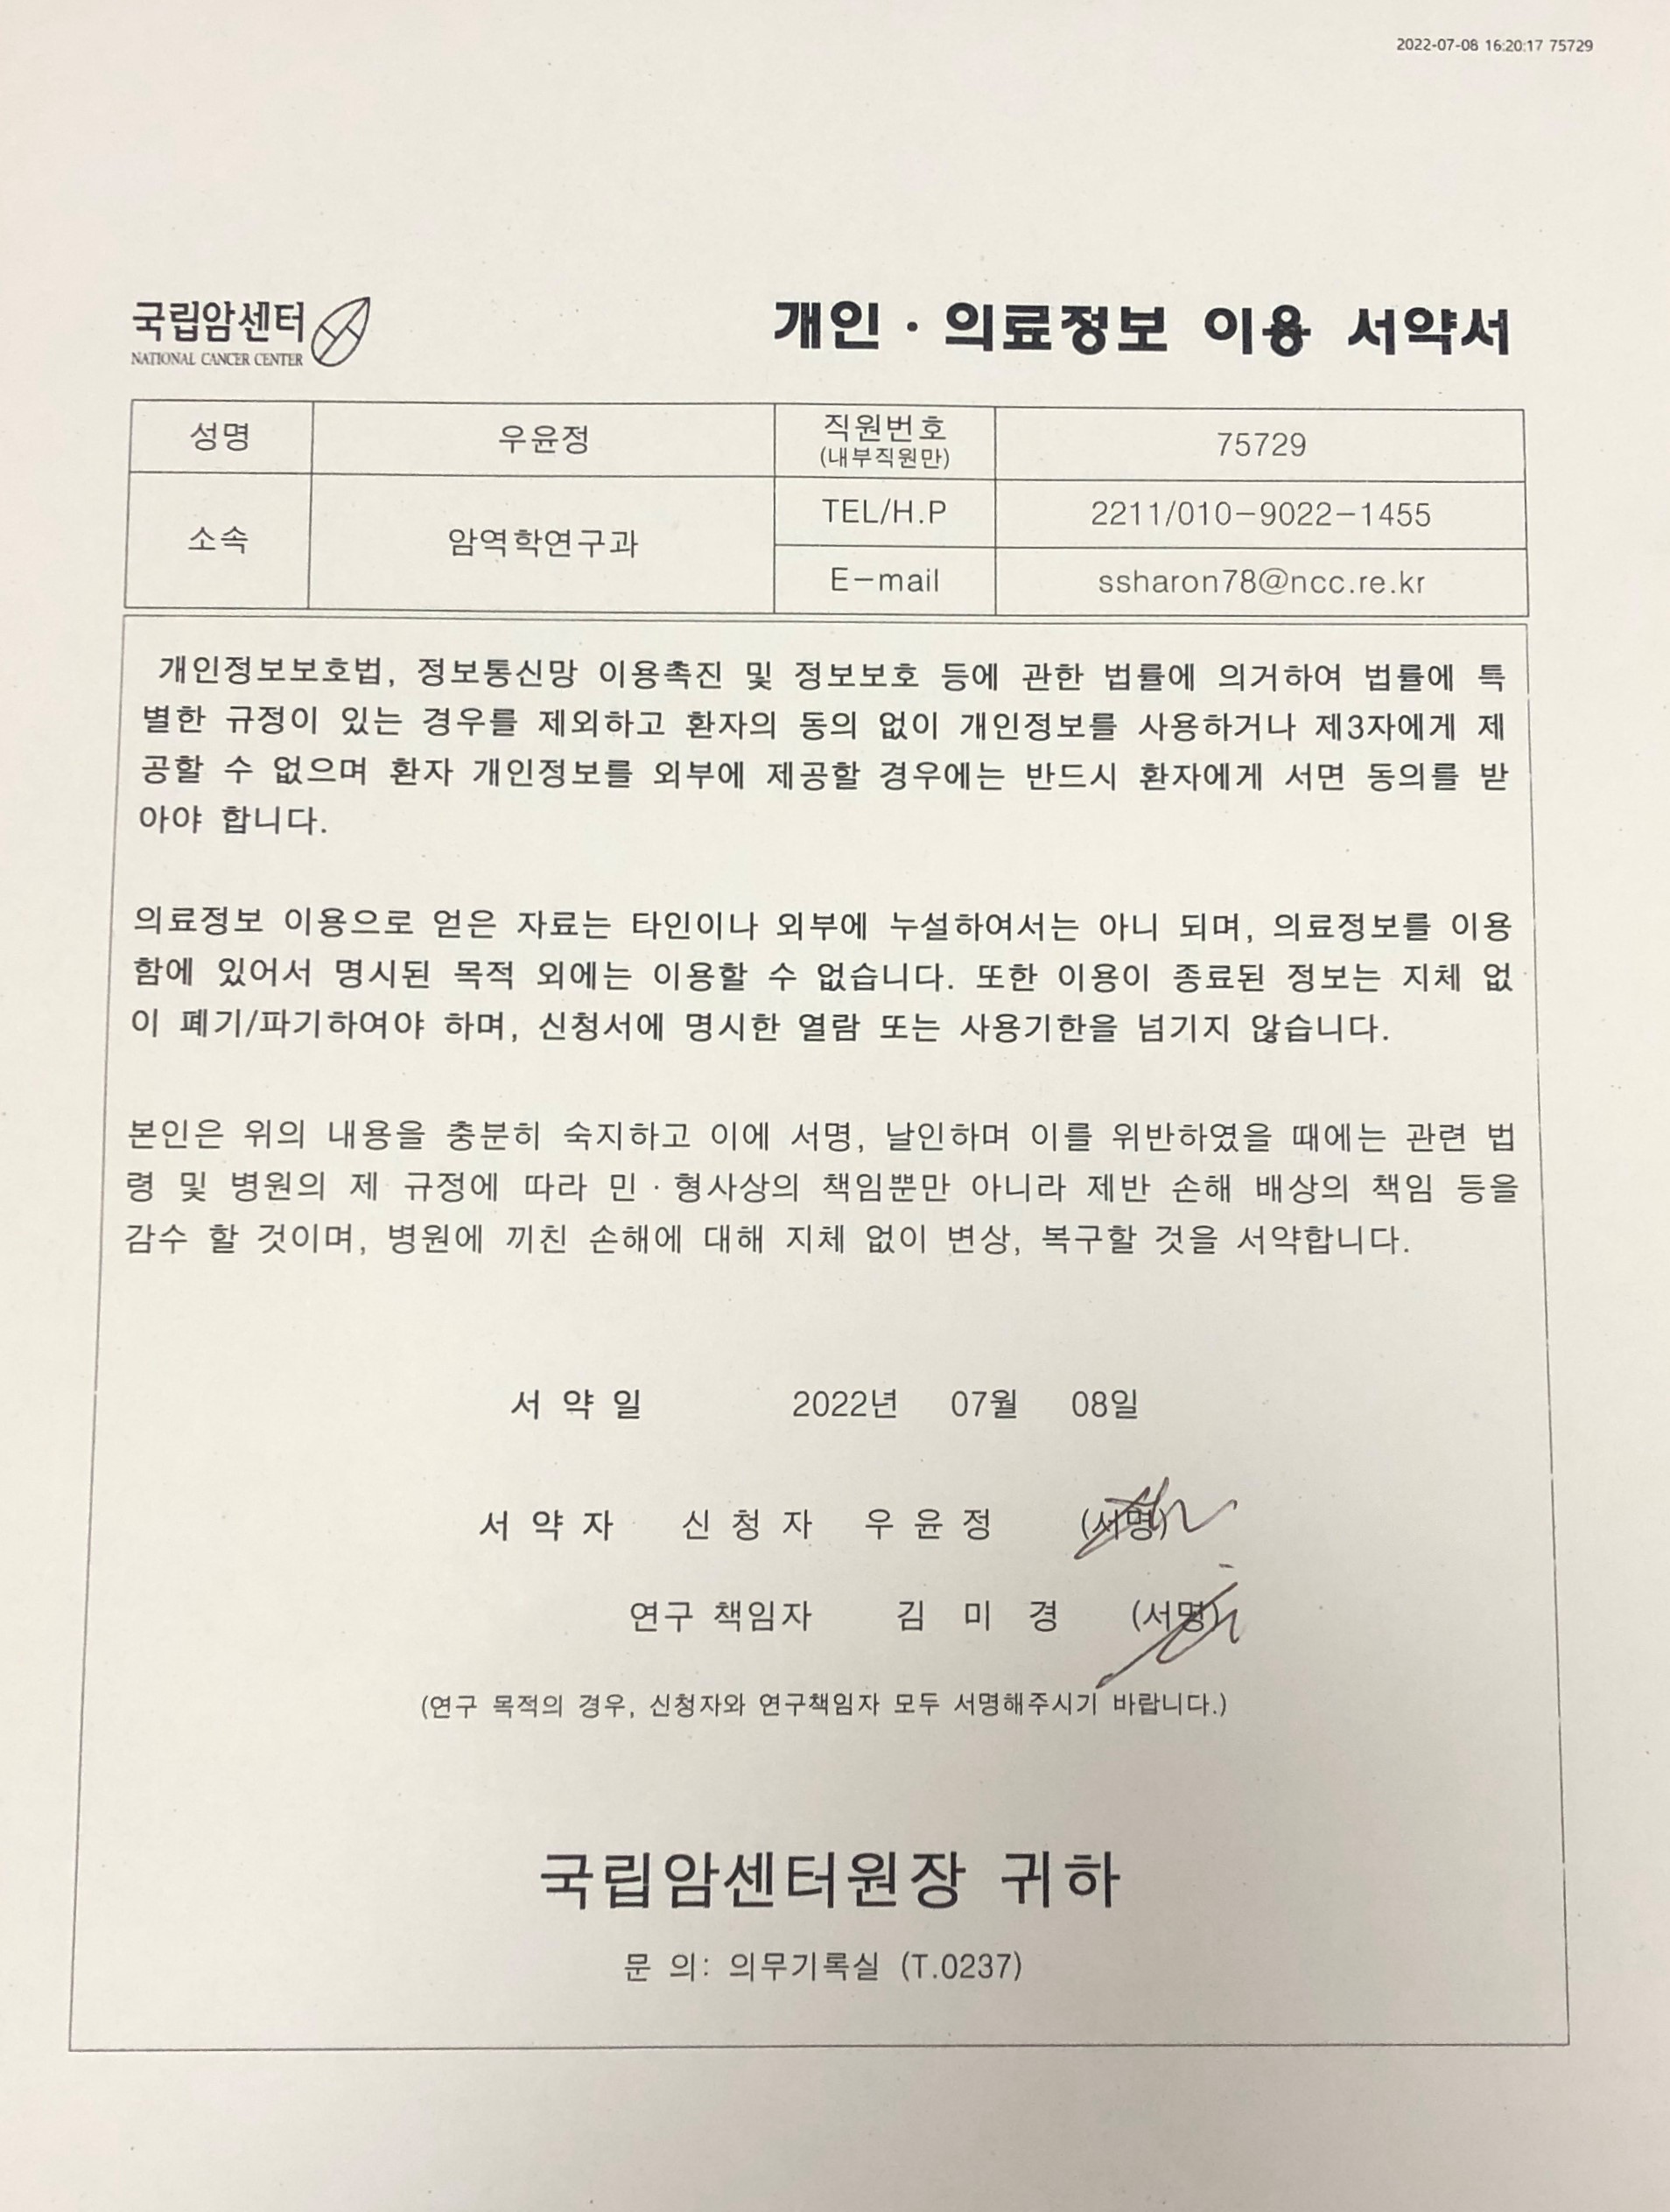 2022-07-08 16:20:17 75729
국립암센터
NATIONAL CANCER CENTER
개인 · 의료정보 이용 서약서
성명 우윤정 직원번호 (내부직원만) 75729
소속 암역학연구과 TEL/H.P 2211/010-9022-1455
E-mail ssharon78@ncc.re.kr
개인정보보호법, 정보통신망 이용촉진 및 정보보호 등에 관한 법률에 의거하여 법률에 특
별한 규정이 있는 경우를 제외하고 환자의 동의 없이 개인정보를 사용하거나 제3자에게 제
공할 수 없으며 환자 개인정보를 외부에 제공할 경우에는 반드시 환자에게 서면 동의를 받
아야 합니다.
의료정보 이용으로 얻은 자료는 타인이나 외부에 누설하여서는 아니 되며, 의료정보를 이용
함에 있어서 명시된 목적 외에는 이용할 수 없습니다. 또한 이용이 종료된 정보는 지체 없
이 폐기/파기하여야 하며, 신청서에 명시한 열람 또는 사용기한을 넘기지 않습니다.
본인은 위의 내용을 충분히 숙지하고 이에 서명, 날인하며 이를 위반하였을 때에는 관련 법
령 및 병원의 제 규정에 따라 민 · 형사상의 책임뿐만 아니라 제반 손해 배상의 책임 등을
감수 할 것이며, 병원에 끼친 손해에 대해 지체 없이 변상, 복구할 것을 서약합니다.
서 약 일 2022년 07월 08일
서 약 자 신 청 자 우 윤 정 (서명)
연구 책임자 김 미 경 (서명)
(연구 목적의 경우, 신청자와 연구책임자 모두 서명해주시기 바랍니다.)
국립암센터원장 귀하
문 의: 의무기록실 (T.0237)